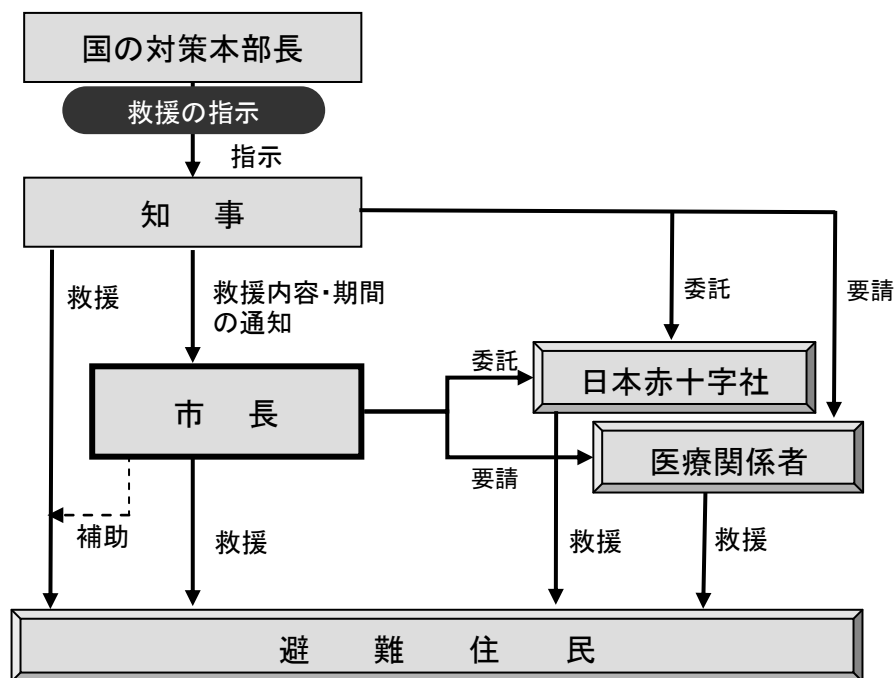 国の対策本部長
救援の指示
指示
知 事
救援
救援内容・期間
の通知
委託
要請
委託
日本赤十字社
市 長
医療関係者
要請
補助
救援
救援
救援
避 難 住 民